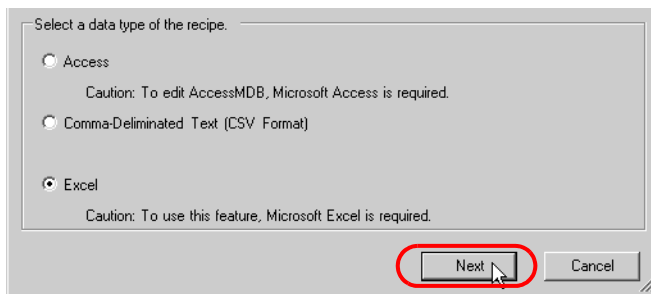 Select a data type of the recipe.
Access
Caution: To edit AccessMDB, Microsoft Access is required.
Comma-Deliminated Text (CSV Format)
Excel
Caution: To use this feature, Microsoft Excel is required.
Next Cancel